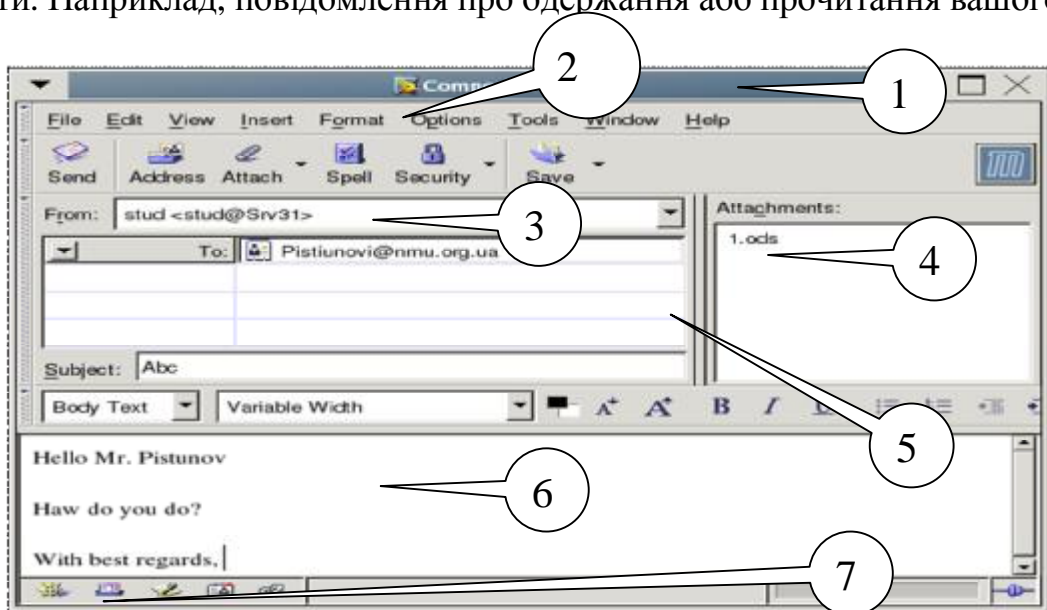 ти. Наприклад, повідомлення про одержання або прочитання вашого
2
1
File Edit View Insert Format Options Tools Window Help
Send Address Attach Spell Security Save
From: stud <stud@Srv31>
3
Attachments:
1.ods
4
To: Pistiunovi@nmu.org.ua
Subject: Abc
Body Text Variable Width A A B I U
5
Hello Mr. Pistunov
6
Haw do you do?
With best regards,
7